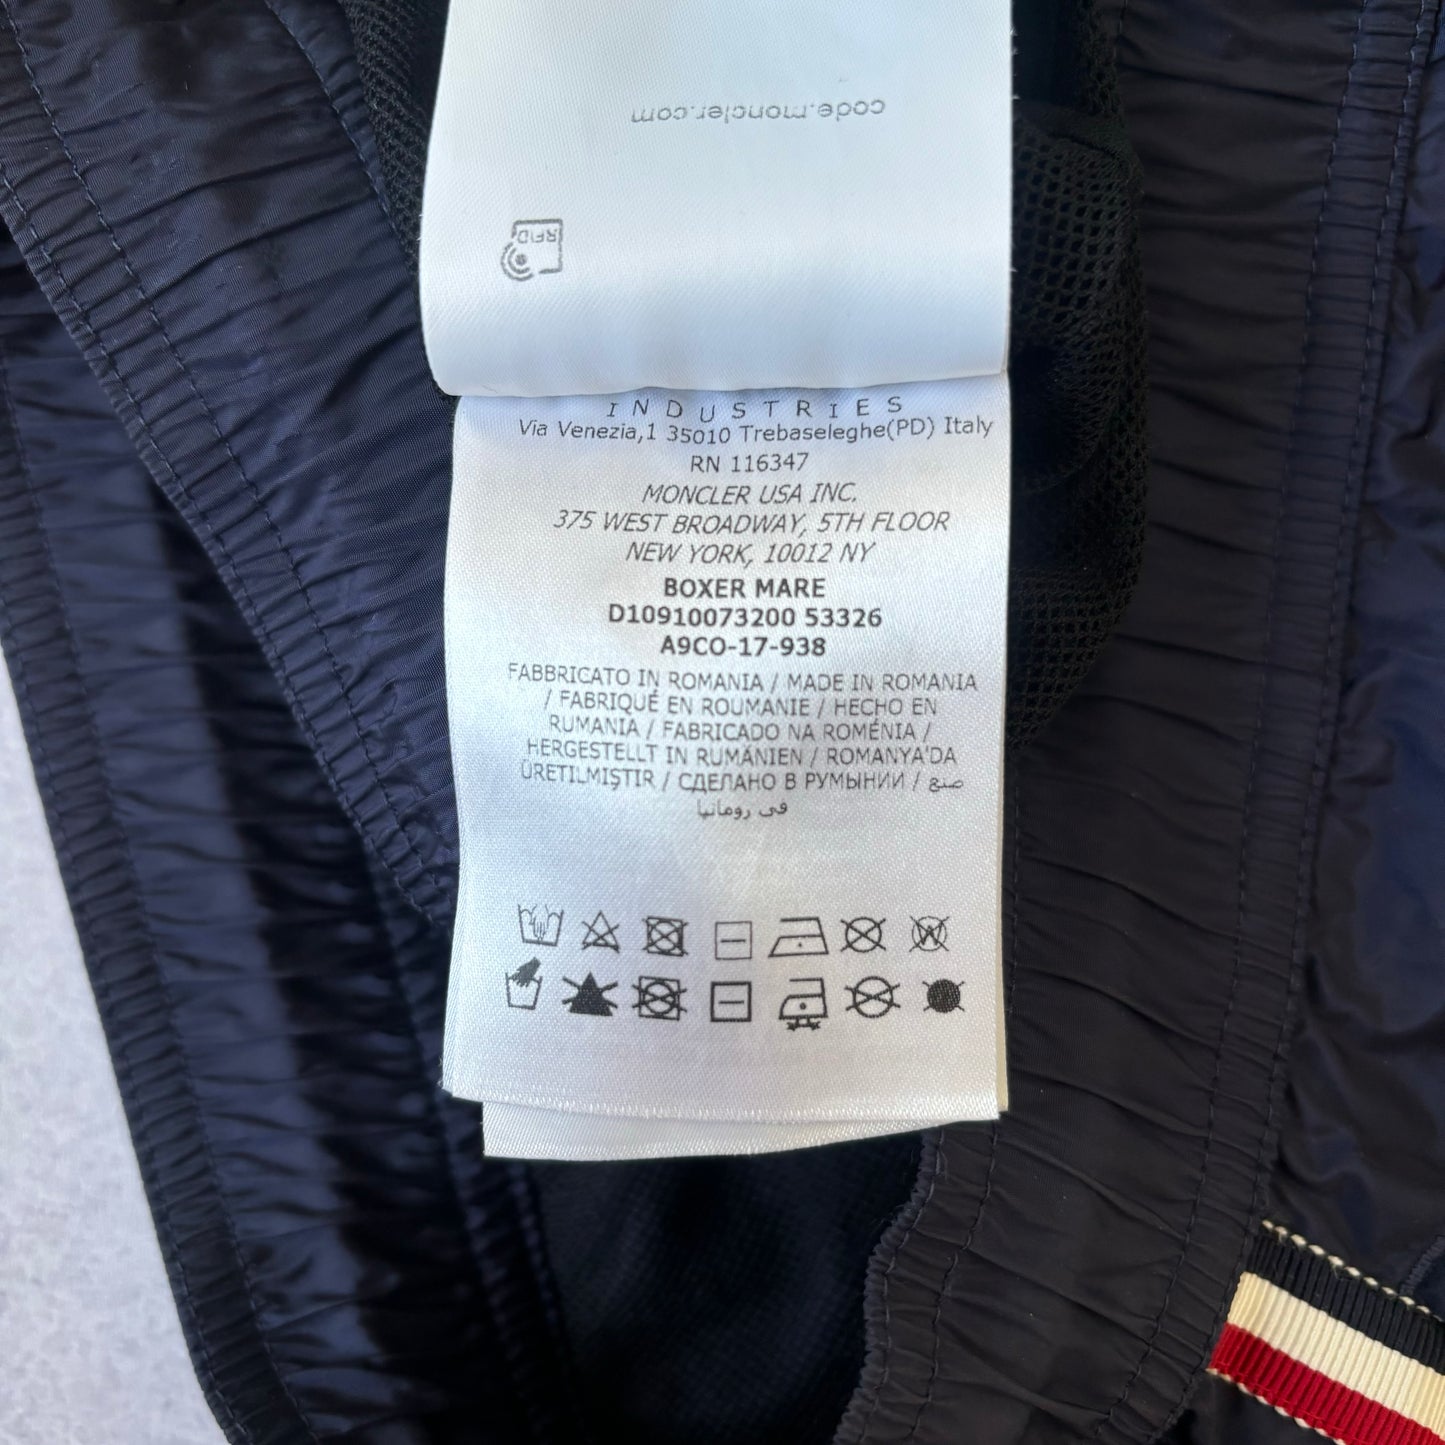 code.moncler.com
RFID
INDUSTRIES
Via Venezia,1 35010 Trebaseleghe(PD) Italy
RN 116347
MONCLER USA INC.
375 WEST BROADWAY, 5TH FLOOR
NEW YORK, 10012 NY
BOXER MARE
D10910073200 53326
A9CO-17-938
FABBRICATO IN ROMANIA / MADE IN ROMANIA
/ FABRIQUÉ EN ROUMANIE / HECHO EN
RUMANIA / FABRICADO NA ROMÉNIA /
HERGESTELLT IN RUMÄNIEN / ROMANYA'DA
ÜRETILMIŞTIR / СДЕЛАНО В РУМЫНИИ / صنع
في رومانيا
W